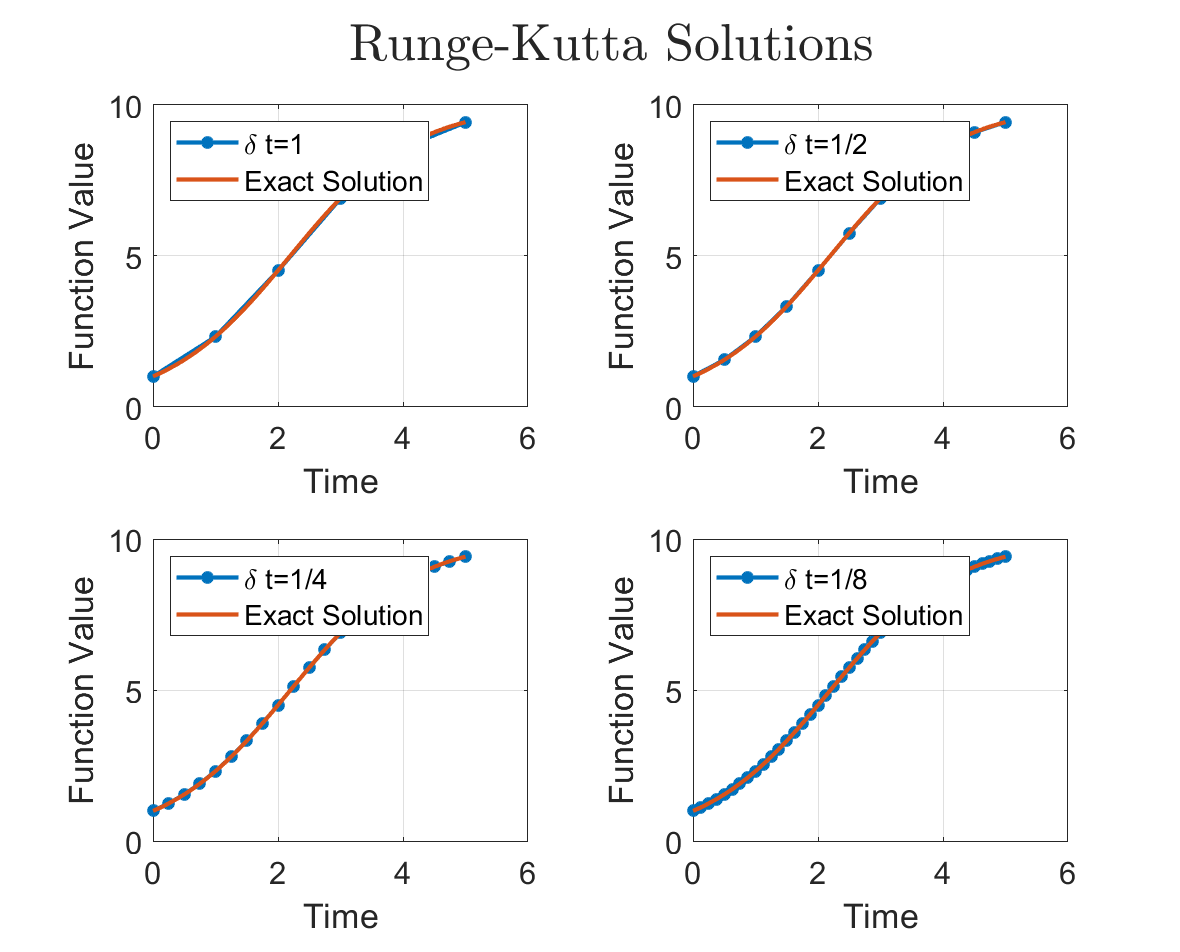 Runge-Kutta Solutions
10
5
0
Function Value
δ t=1
Exact Solution
0 2 4 6
Time
10
5
0
Function Value
δ t=1/2
Exact Solution
0 2 4 6
Time
10
5
0
Function Value
δ t=1/4
Exact Solution
0 2 4 6
Time
10
5
0
Function Value
δ t=1/8
Exact Solution
0 2 4 6
Time